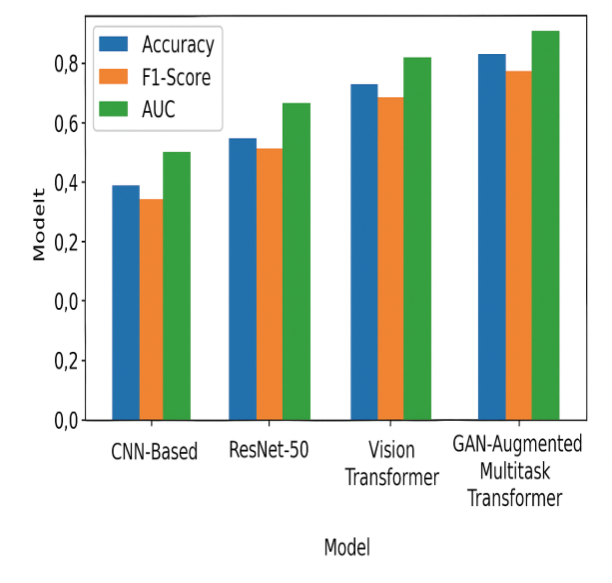 Accuracy
F1-Score
AUC
0,8
0,6
0,4
0,2
0,0
0,2
0,0
Modelt
CNN-Based
ResNet-50
Vision
Transformer
GAN-Augmented
Multitask
Transformer
Model